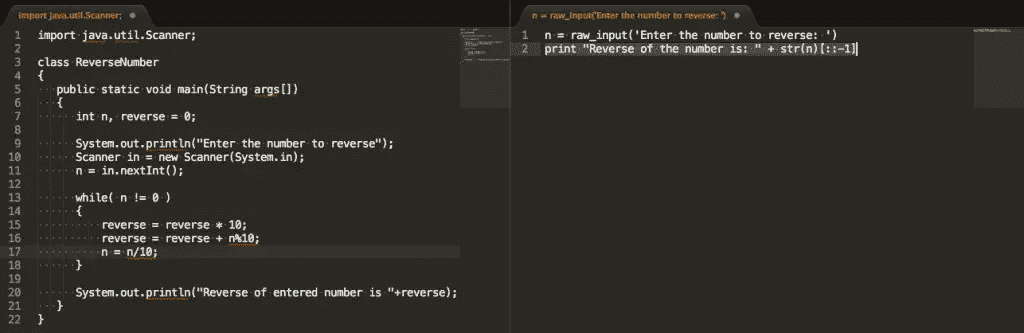 import java.util.Scanner;
1 import java.util.Scanner;
2
3 class ReverseNumber
4 {
5 public static void main(String args[])
6 {
7 int n, reverse = 0;
8
9 System.out.println("Enter the number to reverse");
10 Scanner in = new Scanner(System.in);
11 n = in.nextInt();
12
13 while( n != 0 )
14 {
15 reverse = reverse * 10;
16 reverse = reverse + n%10;
17 n = n/10;
18 }
19
20 System.out.println("Reverse of entered number is "+reverse);
21 }
22 }
n = raw_input('Enter the number to reverse: ')
1 n = raw_input('Enter the number to reverse: ')
2 print "Reverse of the number is: " + str(n)[::-1]